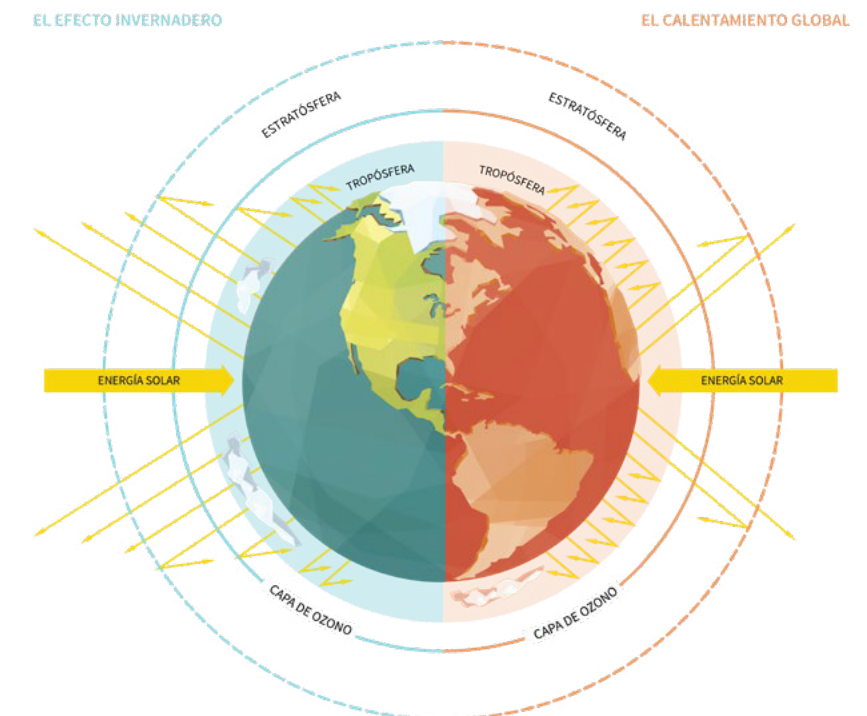 EL EFECTO INVERNADERO
EL CALENTAMIENTO GLOBAL
ESTRATÓSFERA
ESTRATÓSFERA
TROPÓSFERA
TROPÓSFERA
ENERGÍA SOLAR
ENERGÍA SOLAR
CAPA DE OZONO
CAPA DE OZONO